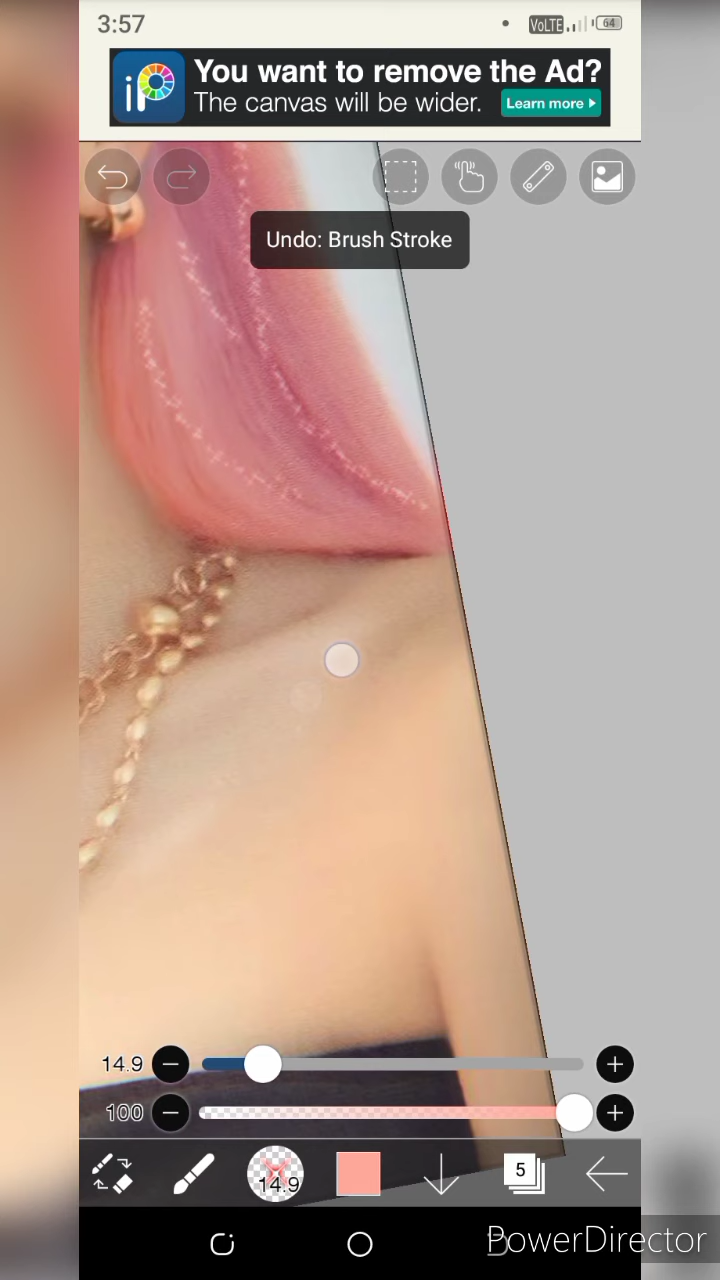 3:57
VoLTE
64
iP
You want to remove the Ad?
The canvas will be wider.
Learn more
Undo: Brush Stroke
14.9
100
14.9
5
PowerDirector